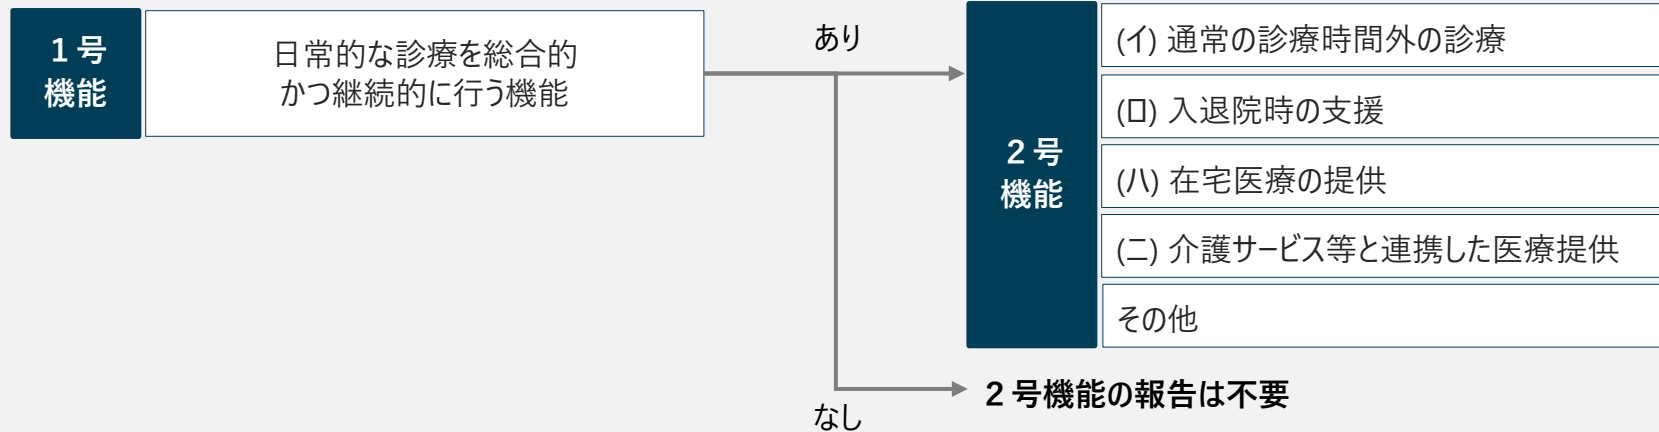 1号
機能
日常的な診療を総合的
かつ継続的に行う機能
あり
2号
機能
(イ) 通常の診療時間外の診療
(ロ) 入退院時の支援
(ハ) 在宅医療の提供
(ニ) 介護サービス等と連携した医療提供
その他
2号機能の報告は不要
なし